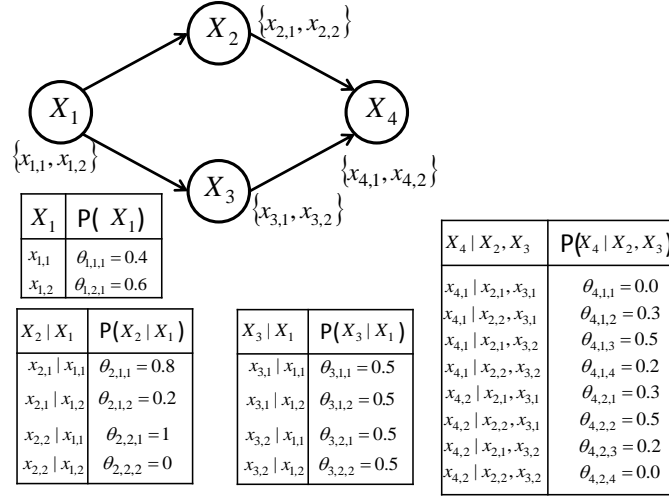 X₂ {x₂,₁, x₂,₂}
X₁ X₄
{x₁,₁, x₁,₂} {x₄,₁, x₄,₂}
X₃ {x₃,₁, x₃,₂}
X₁ P( X₁)
x₁,₁ θ₁,₁,₁ = 0.4
x₁,₂ θ₁,₂,₁ = 0.6
X₂ | X₁ P(X₂ | X₁)
x₂,₁ | x₁,₁ θ₂,₁,₁ = 0.8
x₂,₁ | x₁,₂ θ₂,₁,₂ = 0.2
x₂,₂ | x₁,₁ θ₂,₂,₁ = 1
x₂,₂ | x₁,₂ θ₂,₂,₂ = 0
X₃ | X₁ P(X₃ | X₁)
x₃,₁ | x₁,₁ θ₃,₁,₁ = 0.5
x₃,₁ | x₁,₂ θ₃,₁,₂ = 0.5
x₃,₂ | x₁,₁ θ₃,₂,₁ = 0.5
x₃,₂ | x₁,₂ θ₃,₂,₂ = 0.5
X₄ | X₂, X₃ P(X₄ | X₂, X₃)
x₄,₁ | x₂,₁, x₃,₁ θ₄,₁,₁ = 0.0
x₄,₁ | x₂,₂, x₃,₁ θ₄,₁,₂ = 0.3
x₄,₁ | x₂,₁, x₃,₂ θ₄,₁,₃ = 0.5
x₄,₁ | x₂,₂, x₃,₂ θ₄,₁,₄ = 0.2
x₄,₂ | x₂,₁, x₃,₁ θ₄,₂,₁ = 0.3
x₄,₂ | x₂,₂, x₃,₁ θ₄,₂,₂ = 0.5
x₄,₂ | x₂,₁, x₃,₂ θ₄,₂,₃ = 0.2
x₄,₂ | x₂,₂, x₃,₂ θ₄,₂,₄ = 0.0